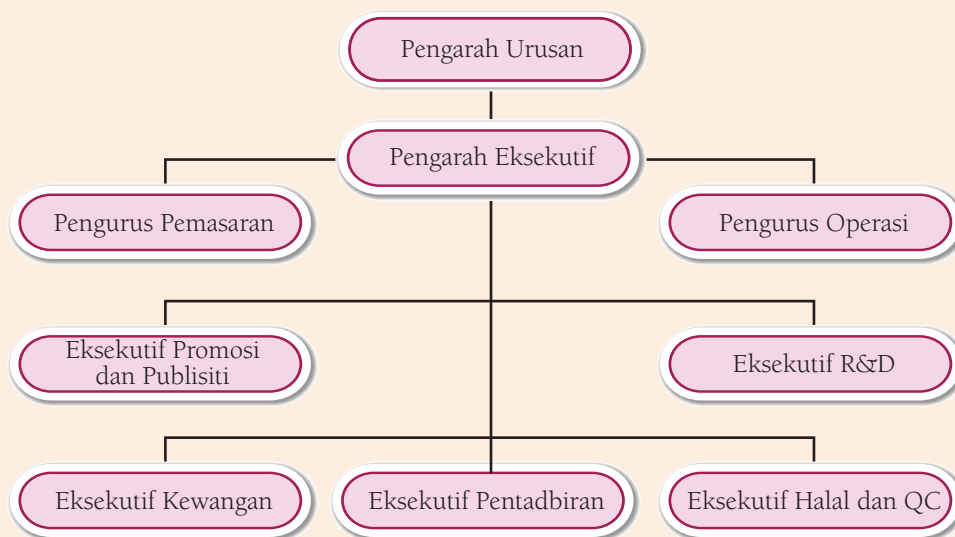 Pengarah Urusan
Pengarah Eksekutif
Pengurus Pemasaran
Pengurus Operasi
Eksekutif Promosi
dan Publisiti
Eksekutif R&D
Eksekutif Kewangan
Eksekutif Pentadbiran
Eksekutif Halal dan QC